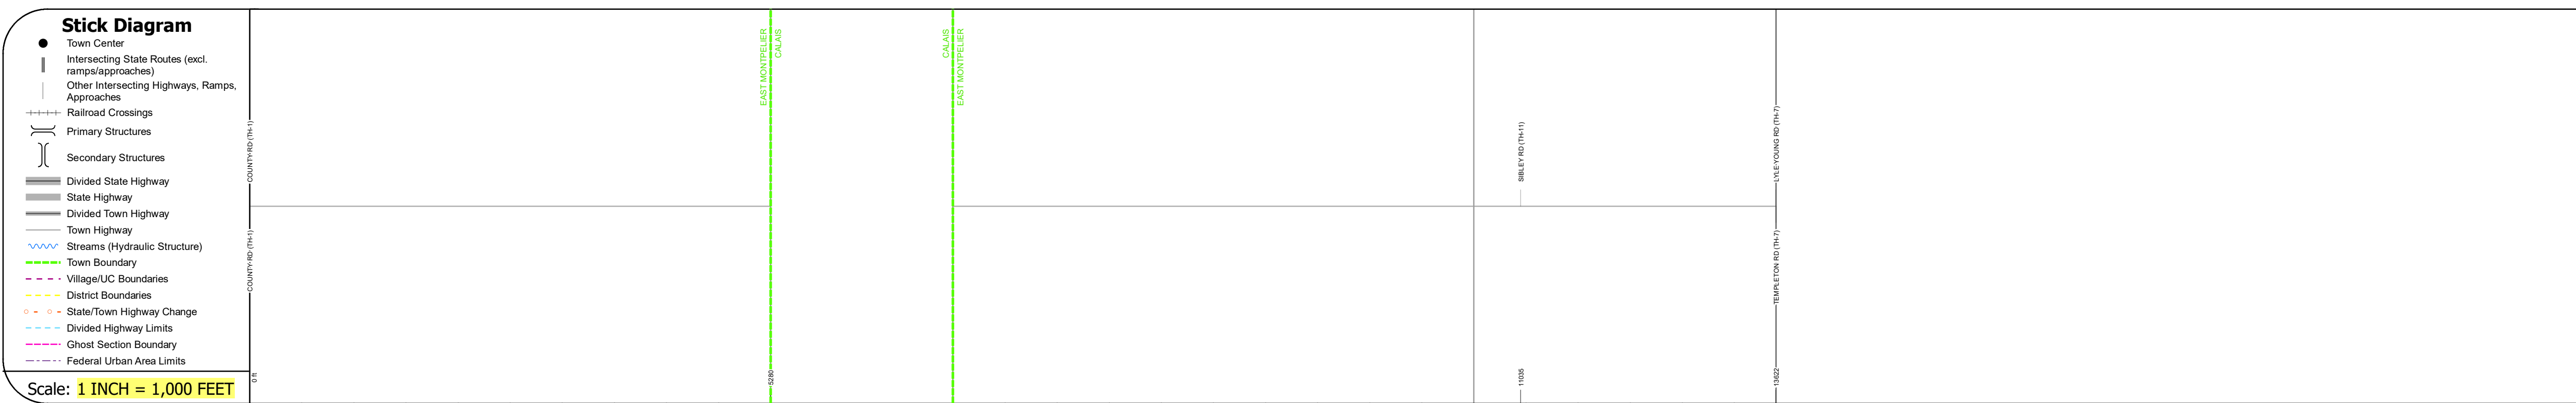 Stick Diagram
Town Center
Intersecting State Routes (excl.
ramps/approaches)
Other Intersecting Highways, Ramps,
Approaches
Railroad Crossings
Primary Structures
Secondary Structures
Divided State Highway
State Highway
Divided Town Highway
Town Highway
Streams (Hydraulic Structure)
Town Boundary
Village/UC Boundaries
District Boundaries
State/Town Highway Change
Divided Highway Limits
Ghost Section Boundary
Federal Urban Area Limits
Scale: 1 INCH = 1,000 FEET
COUNTY RD (TH-1)
COUNTY RD (TH-1)
0 ft
EAST MONTPELIER
CALAIS
5280
CALAIS
EAST MONTPELIER
SIBLEY RD (TH-11)
11035
LYLE YOUNG RD (TH-7)
TEMPLETON RD (TH-7)
13622